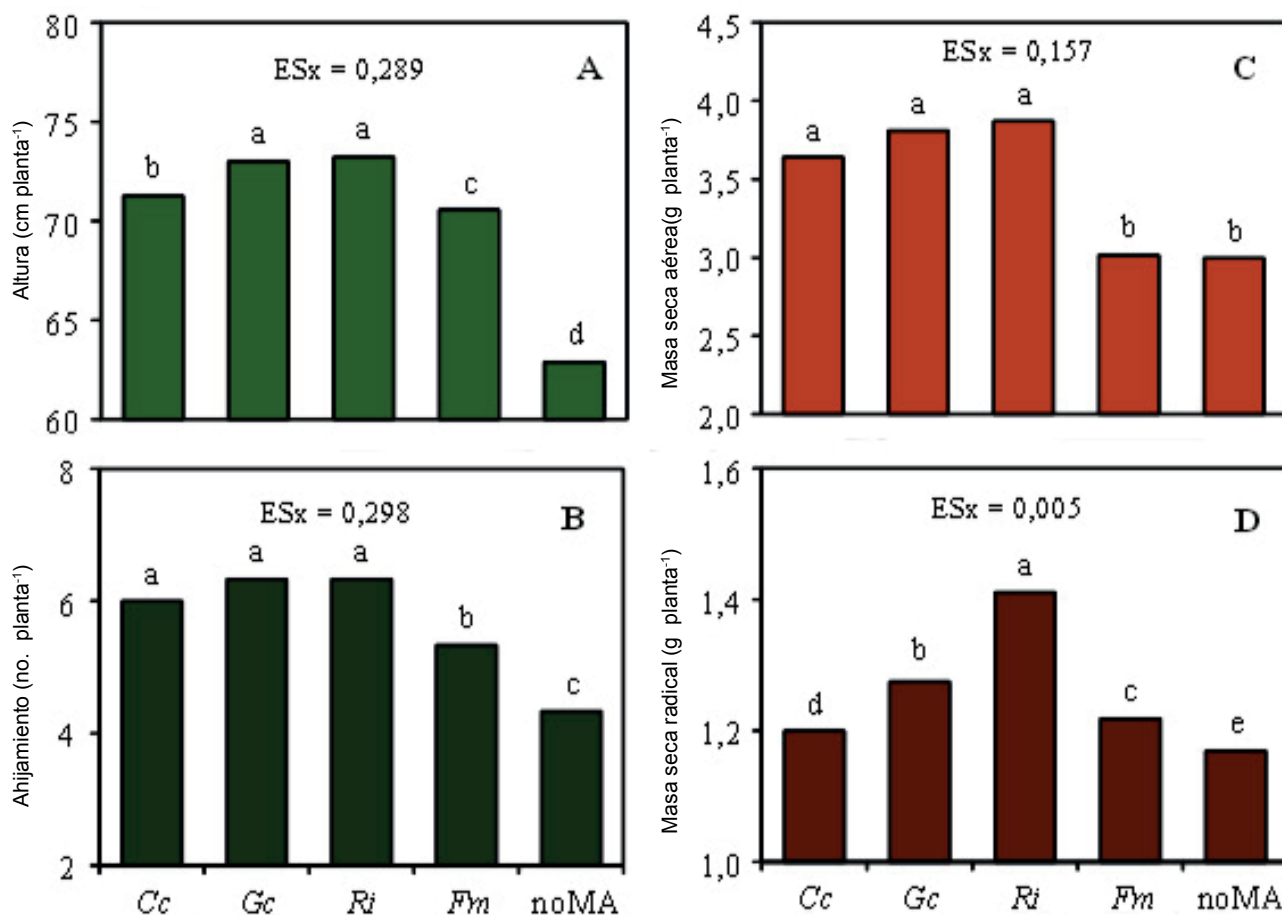 Altura (cm planta⁻¹)
80
75
70
65
60
ESx = 0,289
A
b
a
a
c
d
Masa seca aérea(g planta⁻¹)
4,5
4,0
3,5
3,0
2,5
2,0
ESx = 0,157
C
a
a
a
b
b
Ahijamiento (no. planta⁻¹)
8
6
4
2
ESx = 0,298
B
a
a
a
b
c
Cc Gc Ri Fm noMA
Masa seca radical (g planta⁻¹)
1,6
1,4
1,2
1,0
ESx = 0,005
D
d
b
a
c
e
Cc Gc Ri Fm noMA